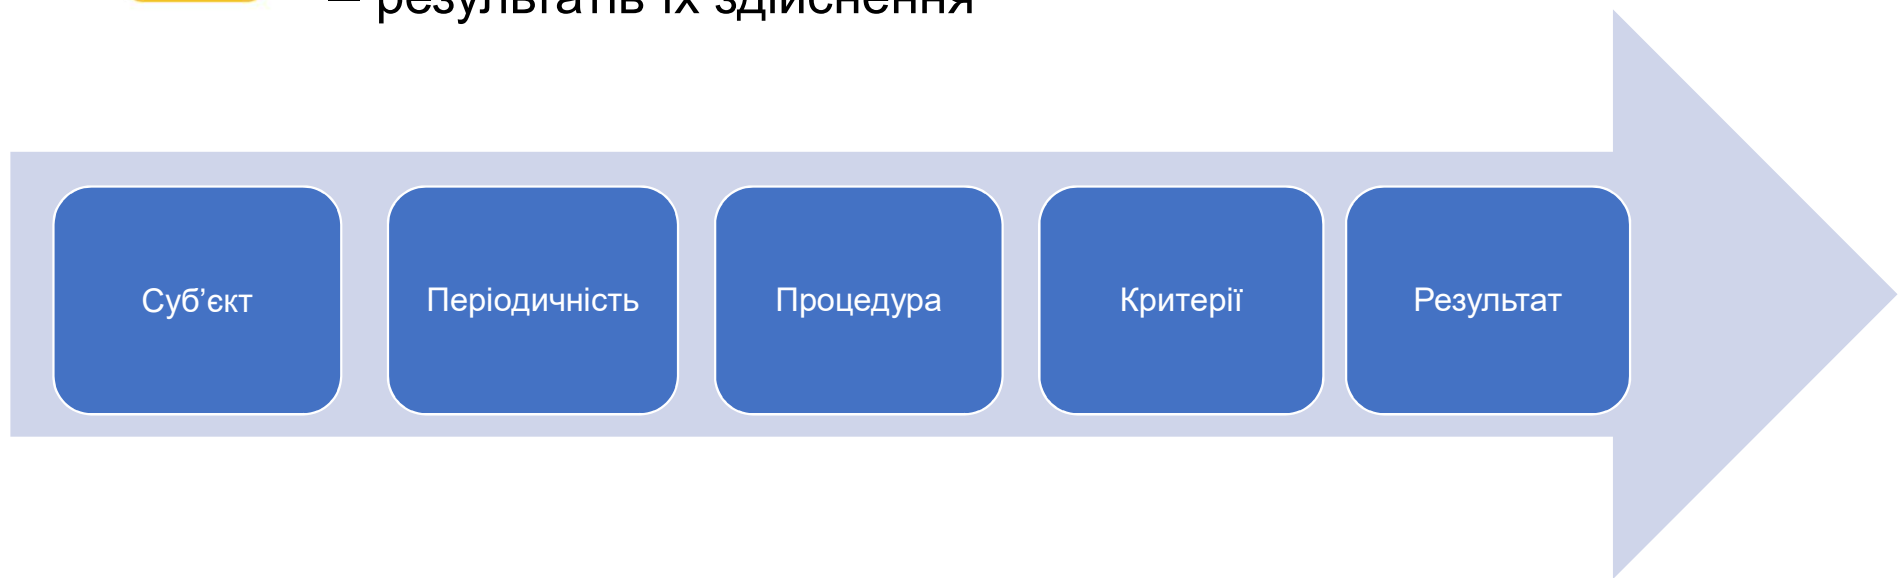 – результатів їх здійснення
Суб’єкт
Періодичність
Процедура
Критерії
Результат